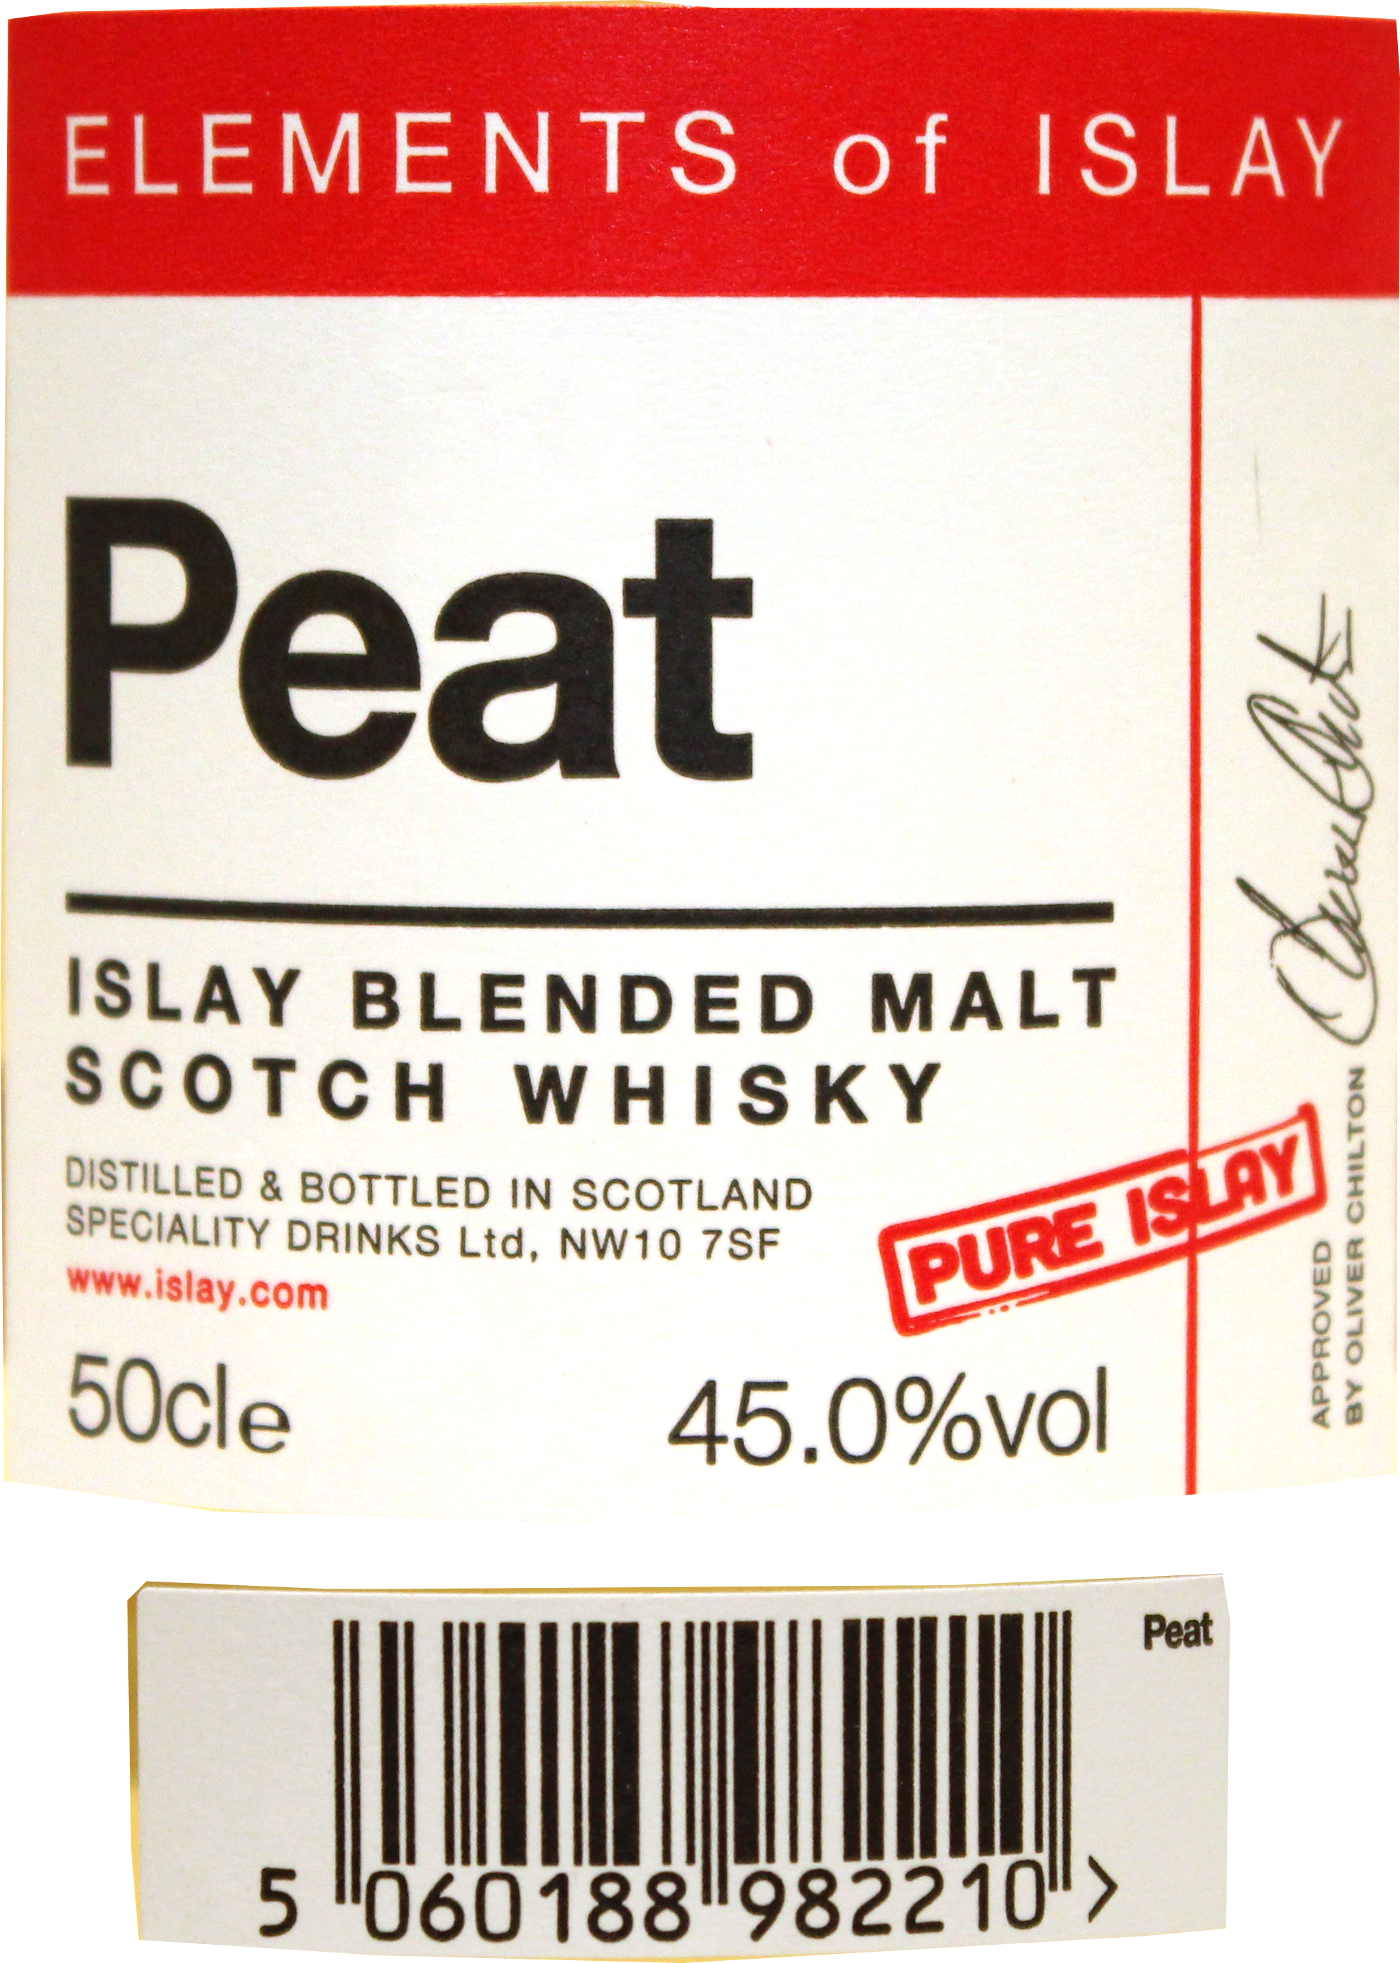 ELEMENTS of ISLAY
Peat
ISLAY BLENDED MALT
SCOTCH WHISKY
DISTILLED & BOTTLED IN SCOTLAND
SPECIALITY DRINKS Ltd, NW10 7SF
www.islay.com
50cl e
45.0%vol
PURE ISLAY
APPROVED
BY OLIVER CHILTON
Peat
5 060188 982210 >